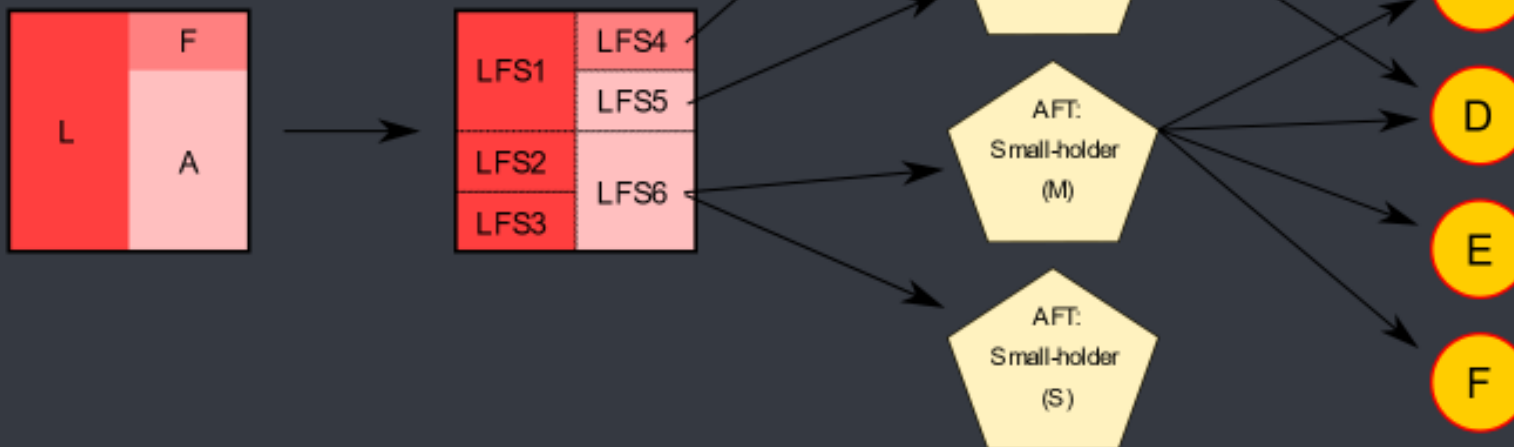 F
L
A
LFS1
LFS4
LFS5
LFS2
LFS6
LFS3
AFT:
Small-holder
(M)
AFT:
Small-holder
(S)
D
E
F